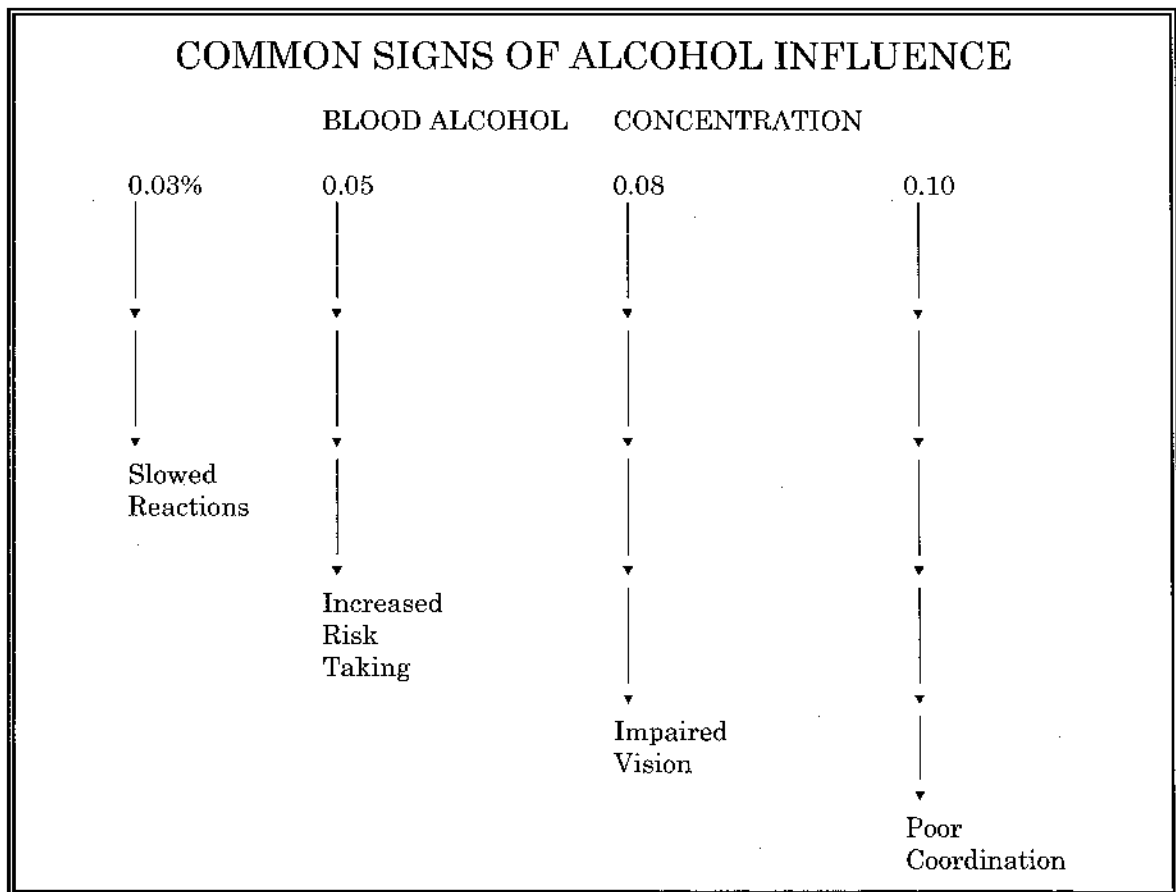 COMMON SIGNS OF ALCOHOL INFLUENCE
BLOOD ALCOHOL CONCENTRATION
0.03% 0.05 0.08 0.10
Slowed
Reactions
Increased
Risk
Taking
Impaired
Vision
Poor
Coordination